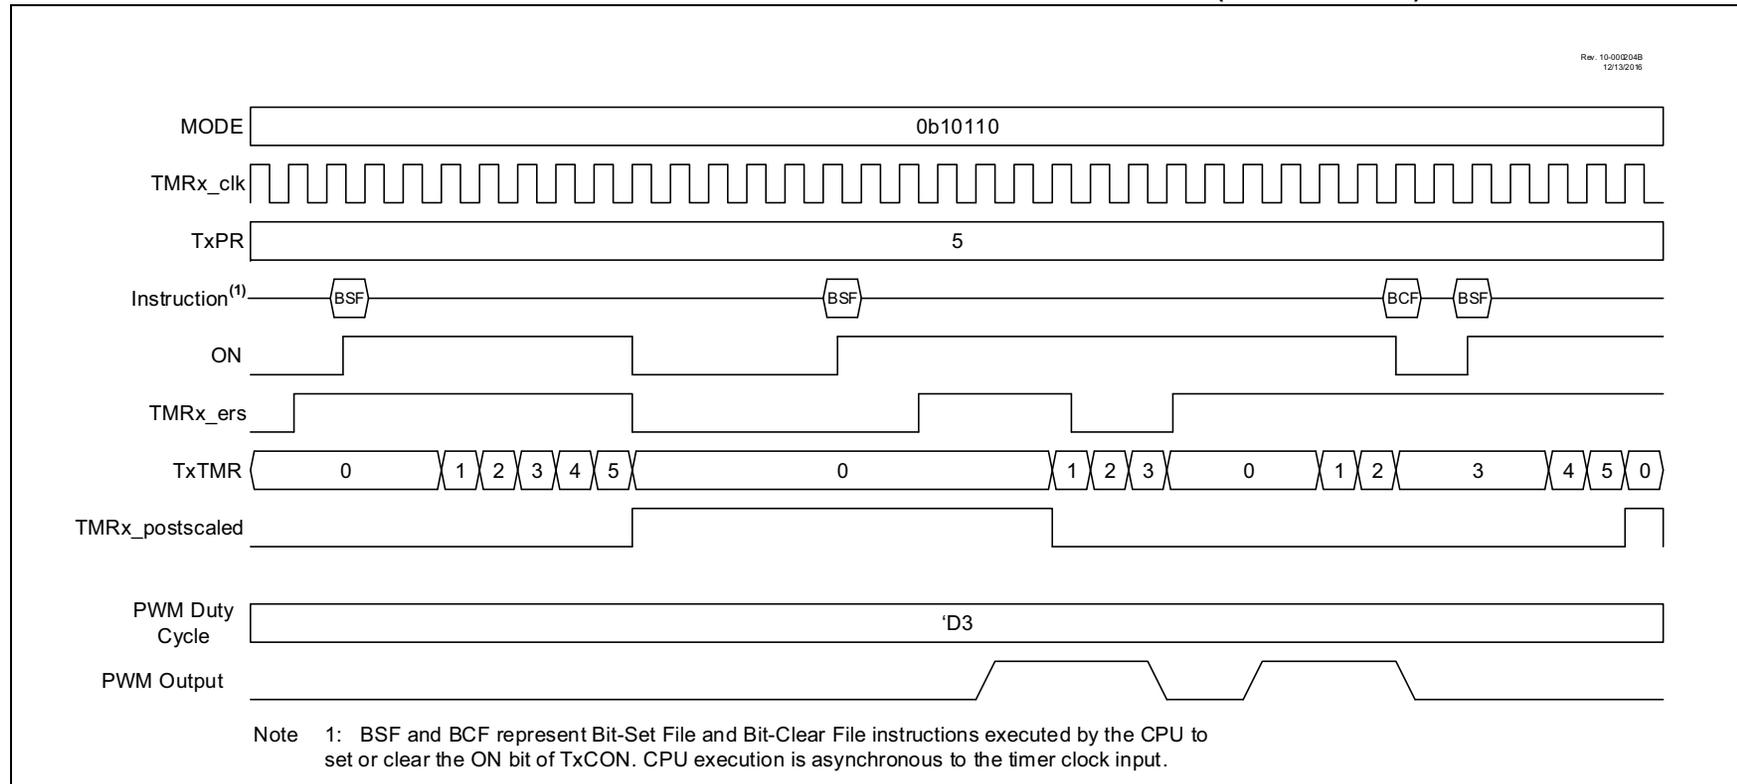 Rev. 10-000204B
12/13/2016
MODE 0b10110
TMRx_clk
TxPR 5
Instruction(1) BSF BSF BCF BSF
ON
TMRx_ers
TxTMR 0 1 2 3 4 5 0 1 2 3 0 1 2 3 4 5 0
TMRx_postscaled
PWM Duty
Cycle
‘D3
PWM Output
Note 1: BSF and BCF represent Bit-Set File and Bit-Clear File instructions executed by the CPU to
set or clear the ON bit of TxCON. CPU execution is asynchronous to the timer clock input.